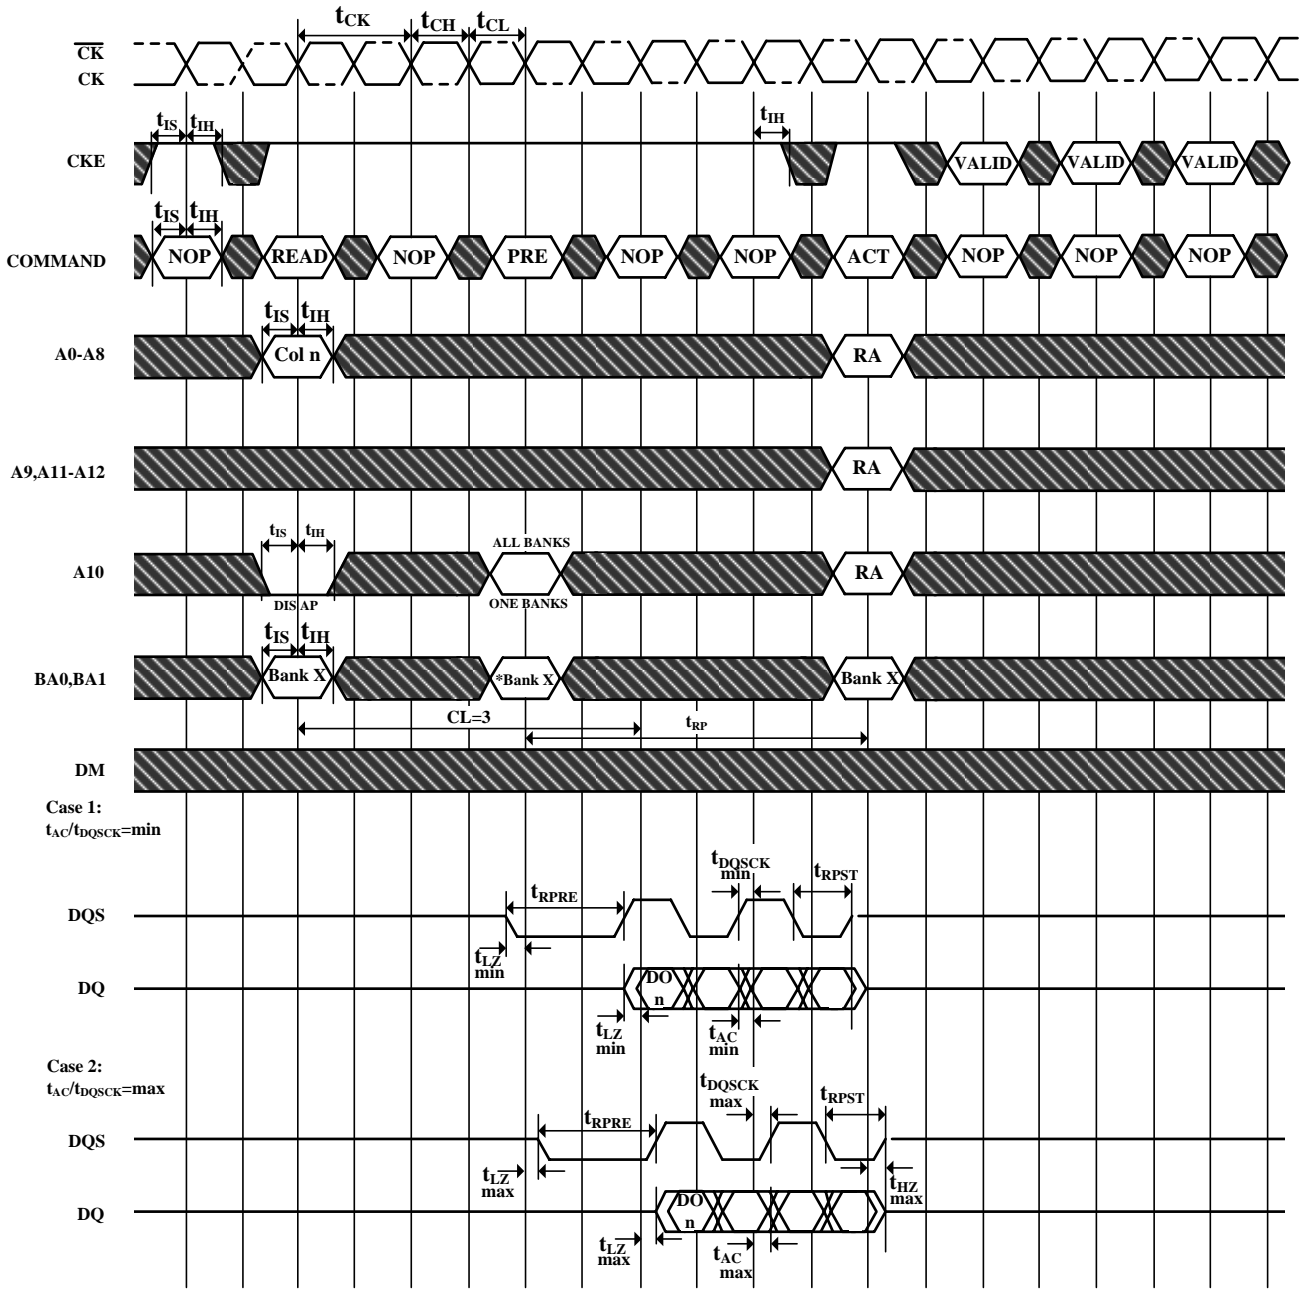 tCK tCH tCL
CK
CK
tIS tIH tIH
CKE VALID VALID VALID
tIS tIH
COMMAND NOP READ NOP PRE NOP NOP ACT NOP NOP NOP
tIS tIH
A0-A8 Col n RA
A9,A11-A12 RA
tIS tIH ALL BANKS
A10 RA
DIS AP ONE BANKS
tIS tIH
BA0,BA1 Bank X *Bank X Bank X
CL=3 tRP
DM
Case 1:
tAC/tDQSCK=min
tDQSCK min tRPST
tRPRE
DQS
tLZ min
DQ DO n
tLZ min tAC min
Case 2:
tAC/tDQSCK=max
tDQSCK max tRPST
tRPRE
DQS
tLZ max tHZ max
DQ DO n
tLZ max tAC max